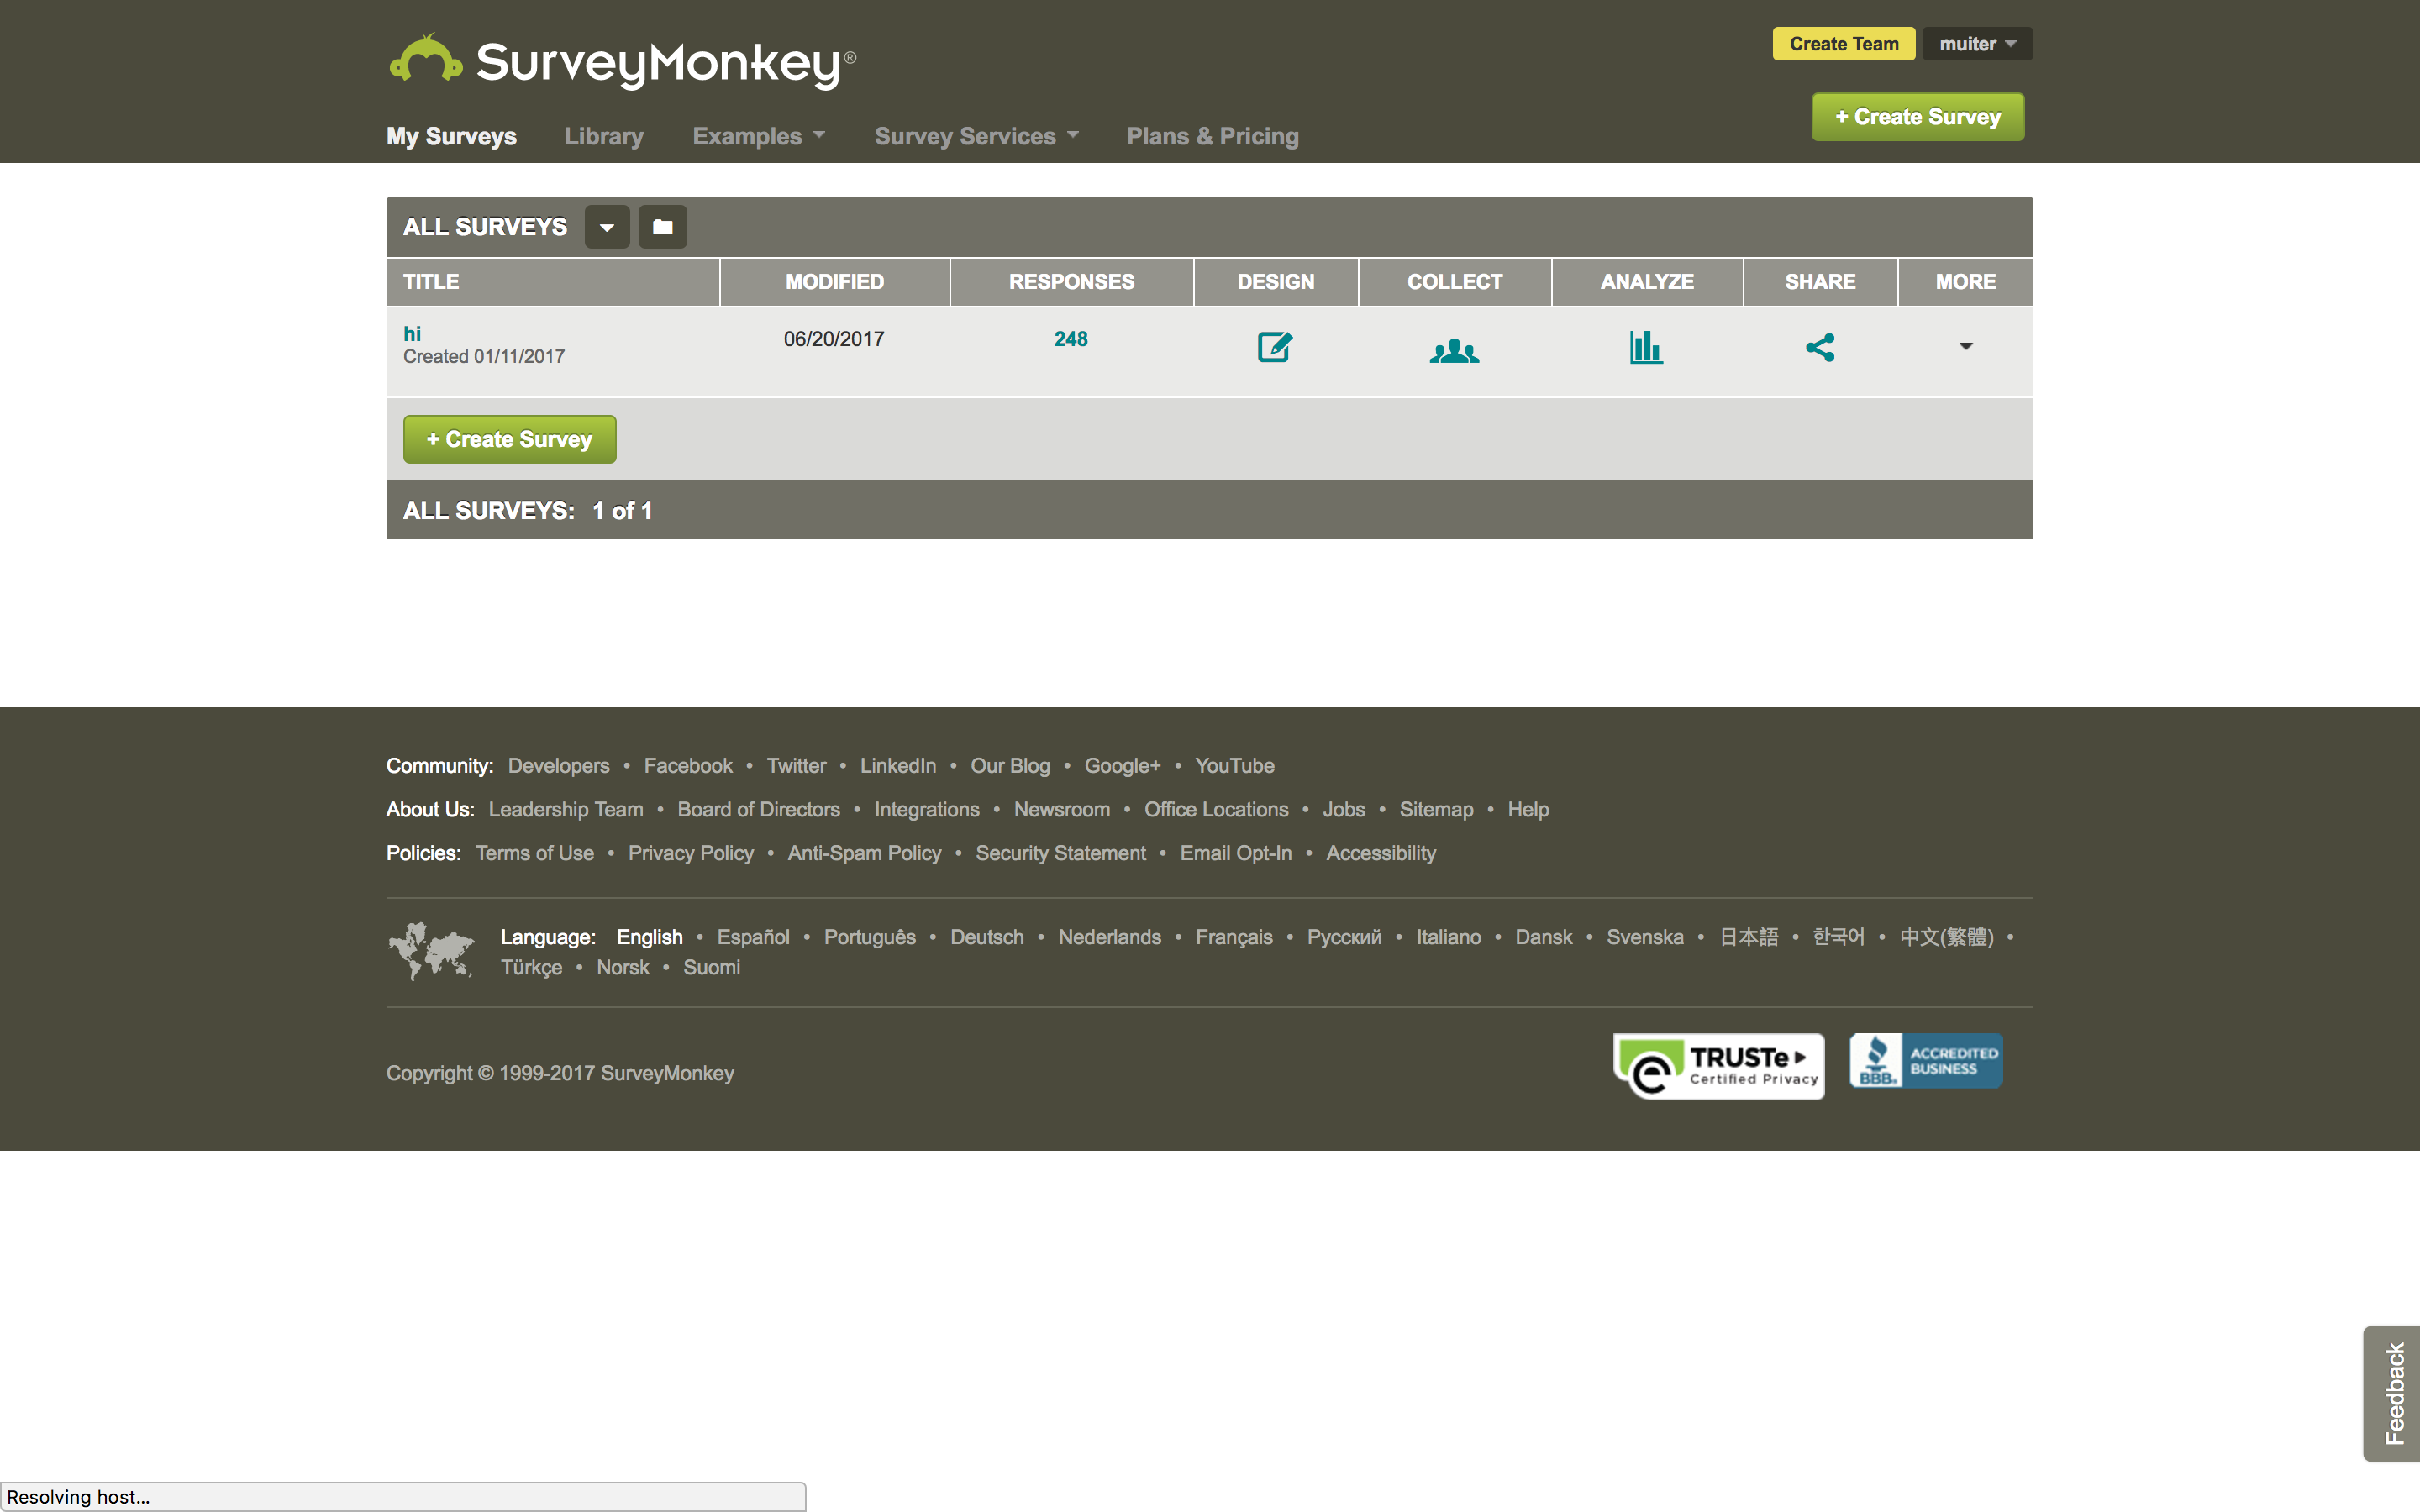 SurveyMonkey®
Create Team muiter
+ Create Survey
My Surveys Library Examples Survey Services Plans & Pricing
ALL SURVEYS
TITLE MODIFIED RESPONSES DESIGN COLLECT ANALYZE SHARE MORE
hi 06/20/2017 248
Created 01/11/2017
+ Create Survey
ALL SURVEYS: 1 of 1
Community: Developers • Facebook • Twitter • LinkedIn • Our Blog • Google+ • YouTube
About Us: Leadership Team • Board of Directors • Integrations • Newsroom • Office Locations • Jobs • Sitemap • Help
Policies: Terms of Use • Privacy Policy • Anti-Spam Policy • Security Statement • Email Opt-In • Accessibility
Language: English • Español • Português • Deutsch • Nederlands • Français • Русский • Italiano • Dansk • Svenska • 日本語 • 한국어 • 中文(繁體) •
Türkçe • Norsk • Suomi
Copyright © 1999-2017 SurveyMonkey
TRUSTe
Certified Privacy
BBB. ACCREDITED
BUSINESS
Feedback
Resolving host...